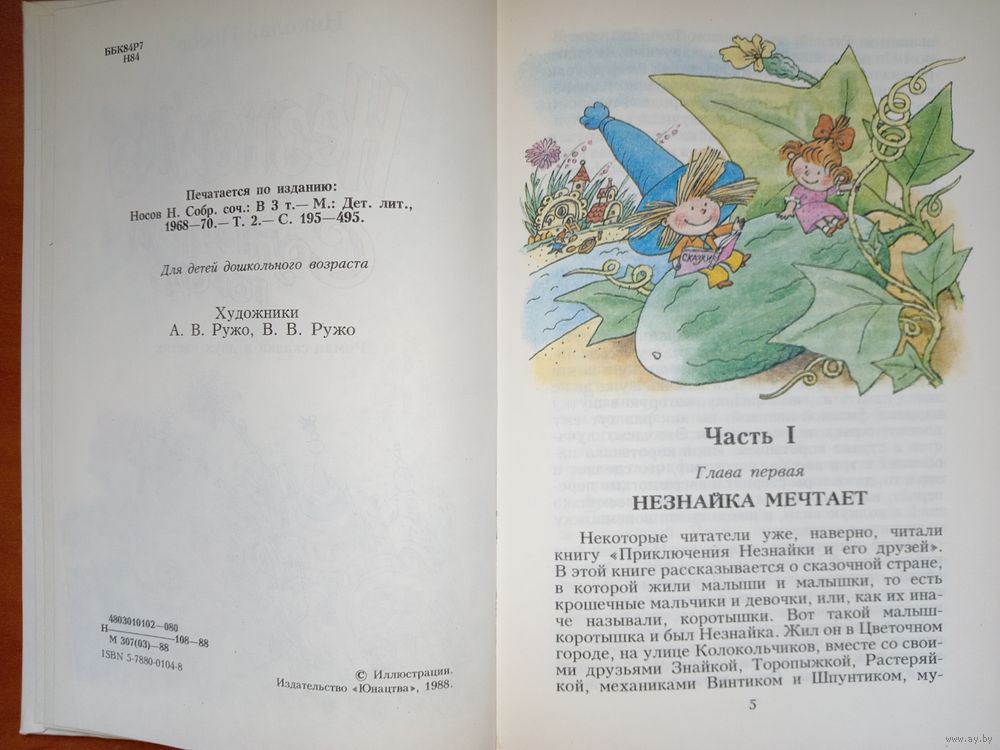 ББК84Р7
Н84
Печатается по изданию:
Носов Н. Собр. соч.: В 3 т.— М.: Дет. лит.,
1968—70.— Т. 2.— С. 195—495.
Для детей дошкольного возраста
Художники
А. В. Ружо, В. В. Ружо
4803010102—080
Н 108—88
М 307(03)—88
ISBN 5-7880-0104-8
© Иллюстрации.
Издательство «Юнацтва», 1988.
СКАЗКИ
Часть I
Глава первая
НЕЗНАЙКА МЕЧТАЕТ
Некоторые читатели уже, наверно, читали
книгу «Приключения Незнайки и его друзей».
В этой книге рассказывается о сказочной стране,
в которой жили малыши и малышки, то есть
крошечные мальчики и девочки, или, как их ина-
че называли, коротышки. Вот такой малыш-
коротышка и был Незнайка. Жил он в Цветочном
городе, на улице Колокольчиков, вместе со свои-
ми друзьями Знайкой, Торопыжкой, Растеряй-
кой, механиками Винтиком и Шпунтиком, му-
5
www.ay.by